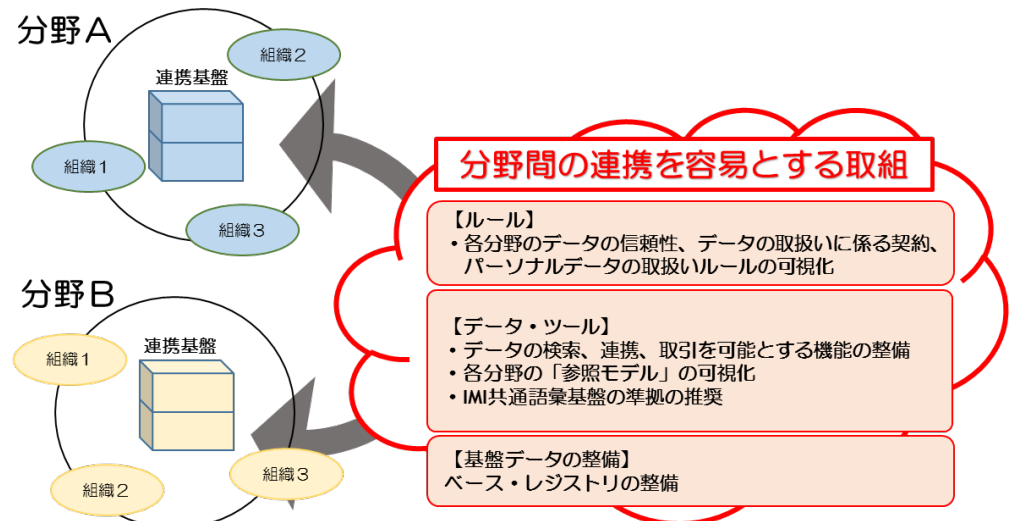 分野A
組織2
連携基盤
組織1
組織3
分野B
組織1
連携基盤
組織3
組織2
分野間の連携を容易とする取組
【ルール】
・各分野のデータの信頼性、データの取扱いに係る契約、
パーソナルデータの取扱いルールの可視化
【データ・ツール】
・データの検索、連携、取引を可能とする機能の整備
・各分野の「参照モデル」の可視化
・IMI共通語彙基盤の準拠の推奨
【基盤データの整備】
ベース・レジストリの整備